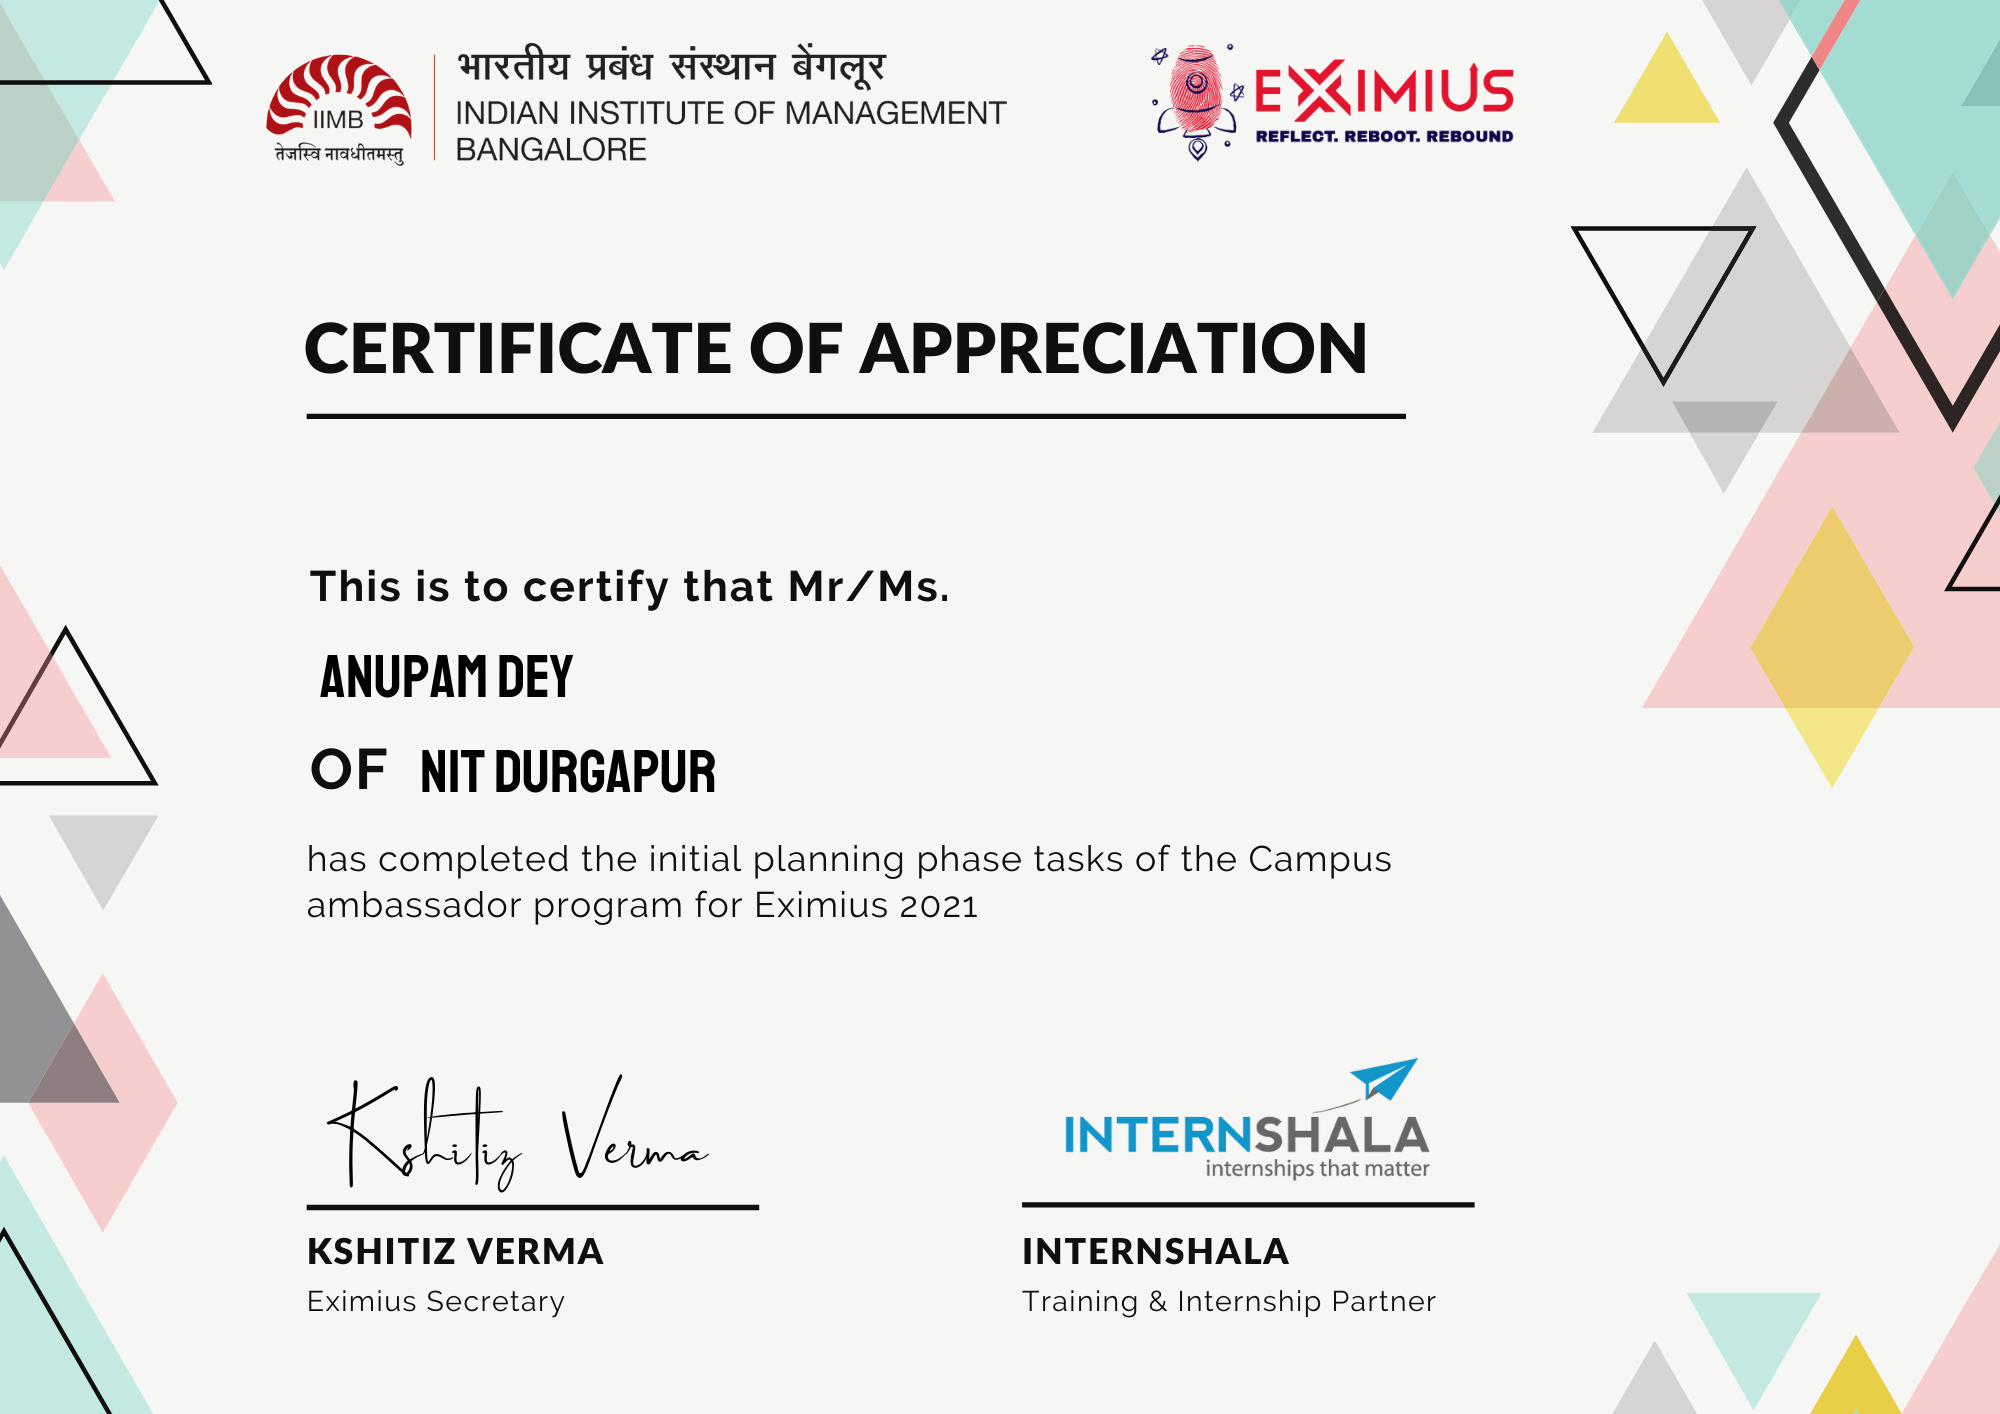 IIMB
तेजस्वि नावधीतमस्तु
भारतीय प्रबंध संस्थान बेंगलूर
INDIAN INSTITUTE OF MANAGEMENT
BANGALORE
EXIMIUS
REFLECT. REBOOT. REBOUND
CERTIFICATE OF APPRECIATION
This is to certify that Mr/Ms.
ANUPAM DEY
OF NIT DURGAPUR
has completed the initial planning phase tasks of the Campus
ambassador program for Eximius 2021
Kshitiz Verma
KSHITIZ VERMA
Eximius Secretary
INTERNSHALA
internships that matter
INTERNSHALA
Training & Internship Partner